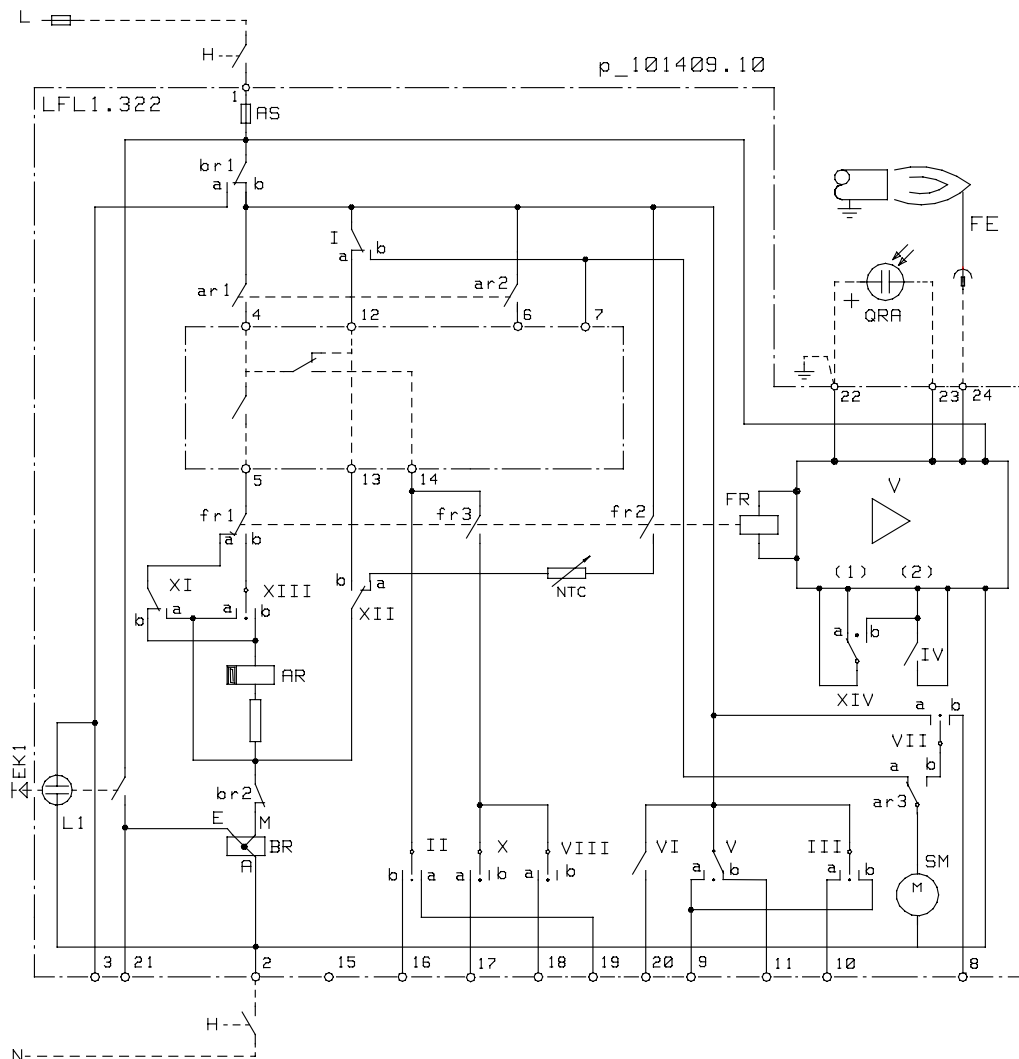 L
H
p_101409.10
LFL1.322
1
AS
br1
a b
I
a b
FE
ar1
ar2
QRA
+
4 12 6 7
22 23 24
5 13 14
V
fr1
a b
fr3
fr2
FR
XI
a
b
XIII
a b
b a
XII
NTC
(1) (2)
a b
IV
XIV
AR
a b
VII
EK1
L1
br2
a b
ar3
E M
BR
A
II
b a
X
a b
VIII
a b
VI
V
a b
III
a b
SM
M
3 21 2 15 16 17 18 19 20 9 11 10 8
H
N